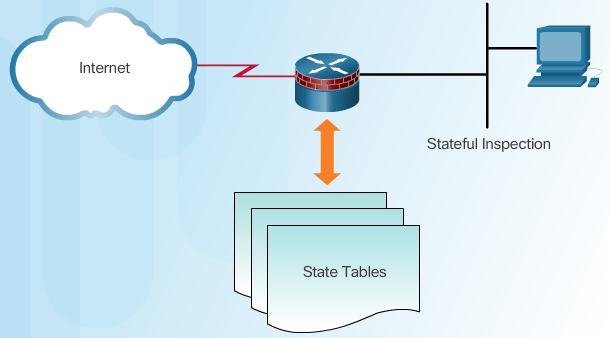 Internet
Stateful Inspection
State Tables